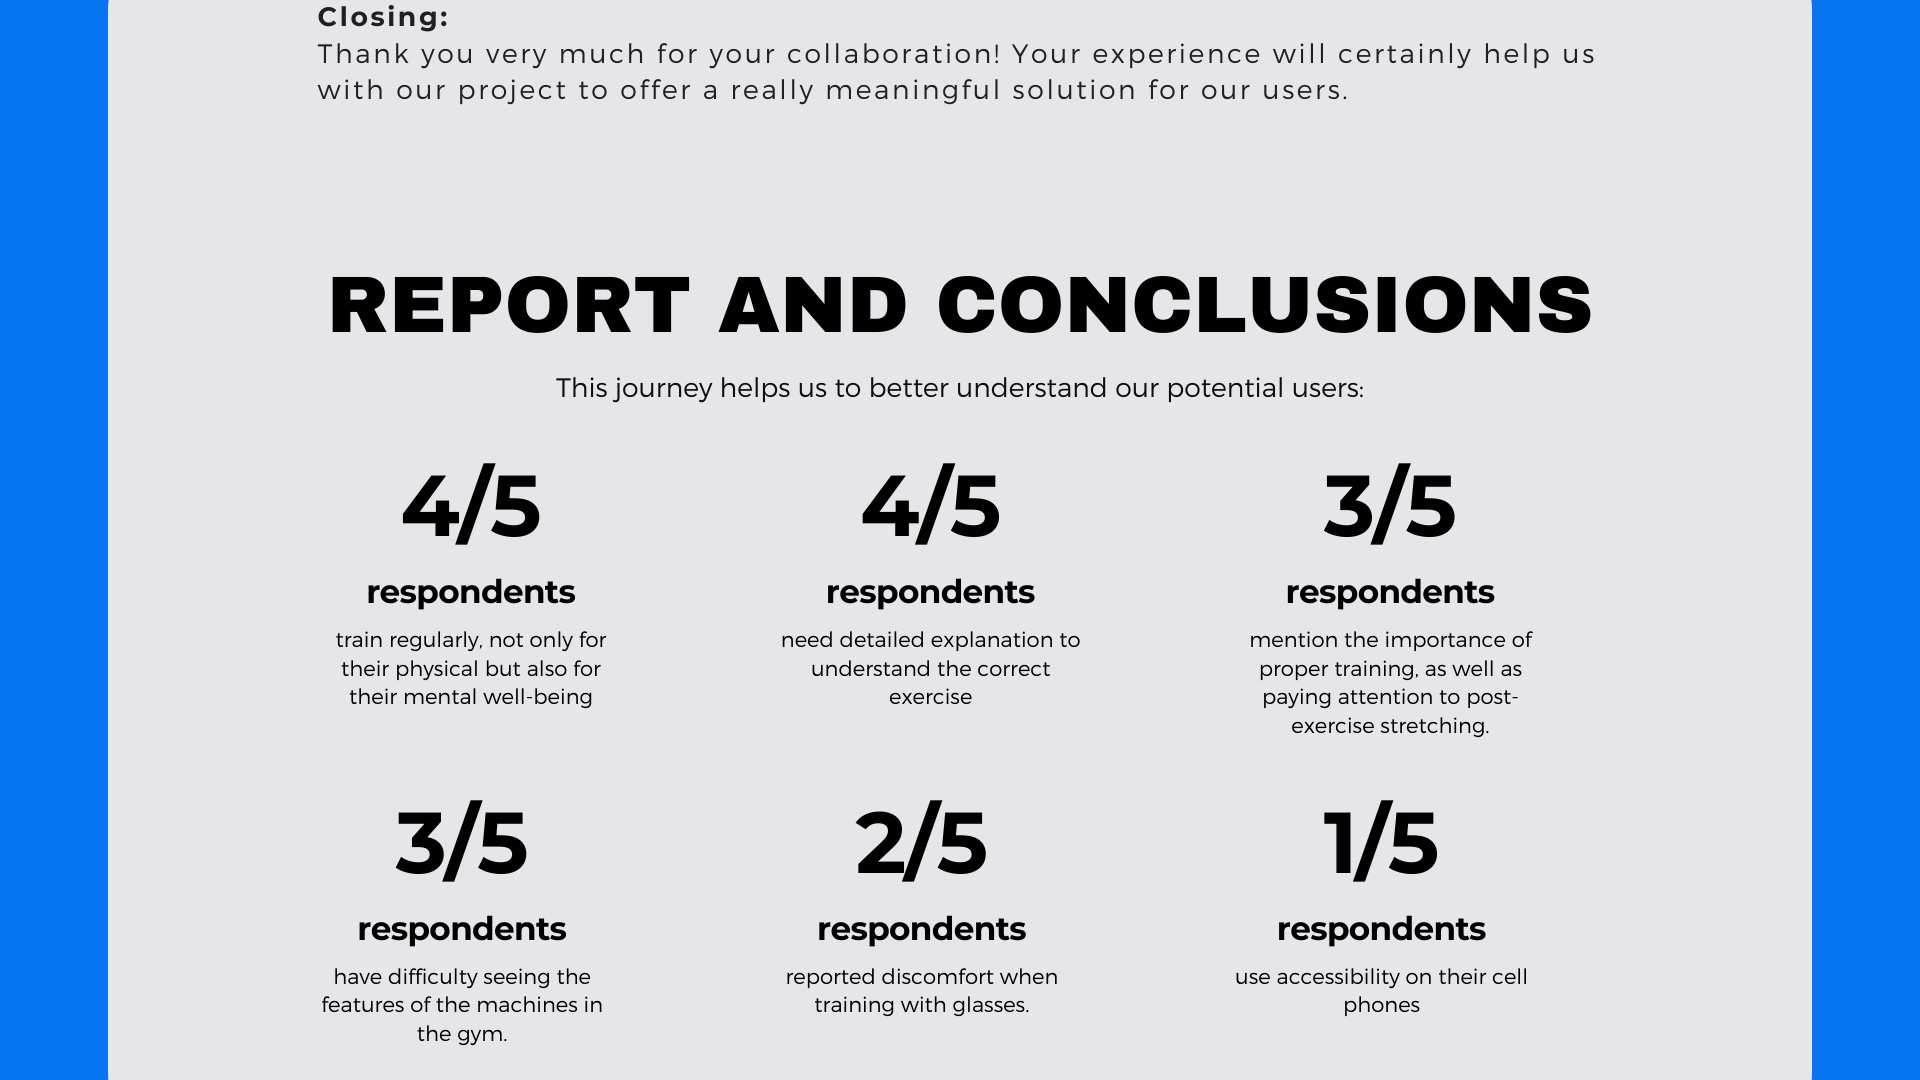 Closing:
Thank you very much for your collaboration! Your experience will certainly help us
with our project to offer a really meaningful solution for our users.
REPORT AND CONCLUSIONS
This journey helps us to better understand our potential users:
4/5
respondents
train regularly, not only for
their physical but also for
their mental well-being
4/5
respondents
need detailed explanation to
understand the correct
exercise
3/5
respondents
mention the importance of
proper training, as well as
paying attention to post-
exercise stretching.
3/5
respondents
have difficulty seeing the
features of the machines in
the gym.
2/5
respondents
reported discomfort when
training with glasses.
1/5
respondents
use accessibility on their cell
phones